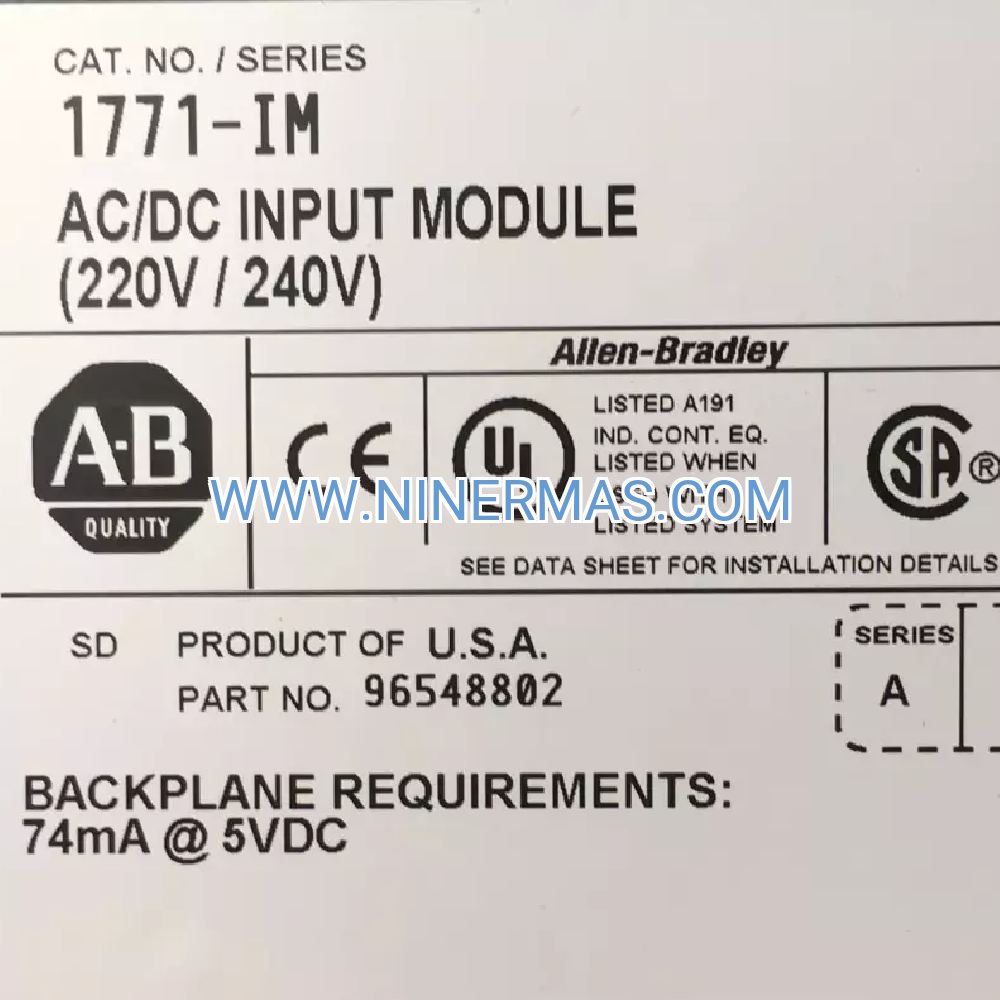 CAT. NO. / SERIES
1771-IM
AC/DC INPUT MODULE
(220V / 240V)
Allen-Bradley
A-B
QUALITY
CE
UL
LISTED A191
IND. CONT. EQ.
LISTED WHEN
LISTED SYSTEM
SA ®
WWW.NINERMAS.COM
SEE DATA SHEET FOR INSTALLATION DETAILS
SD PRODUCT OF U.S.A.
PART NO. 96548802
SERIES
A
BACKPLANE REQUIREMENTS:
74mA @ 5VDC